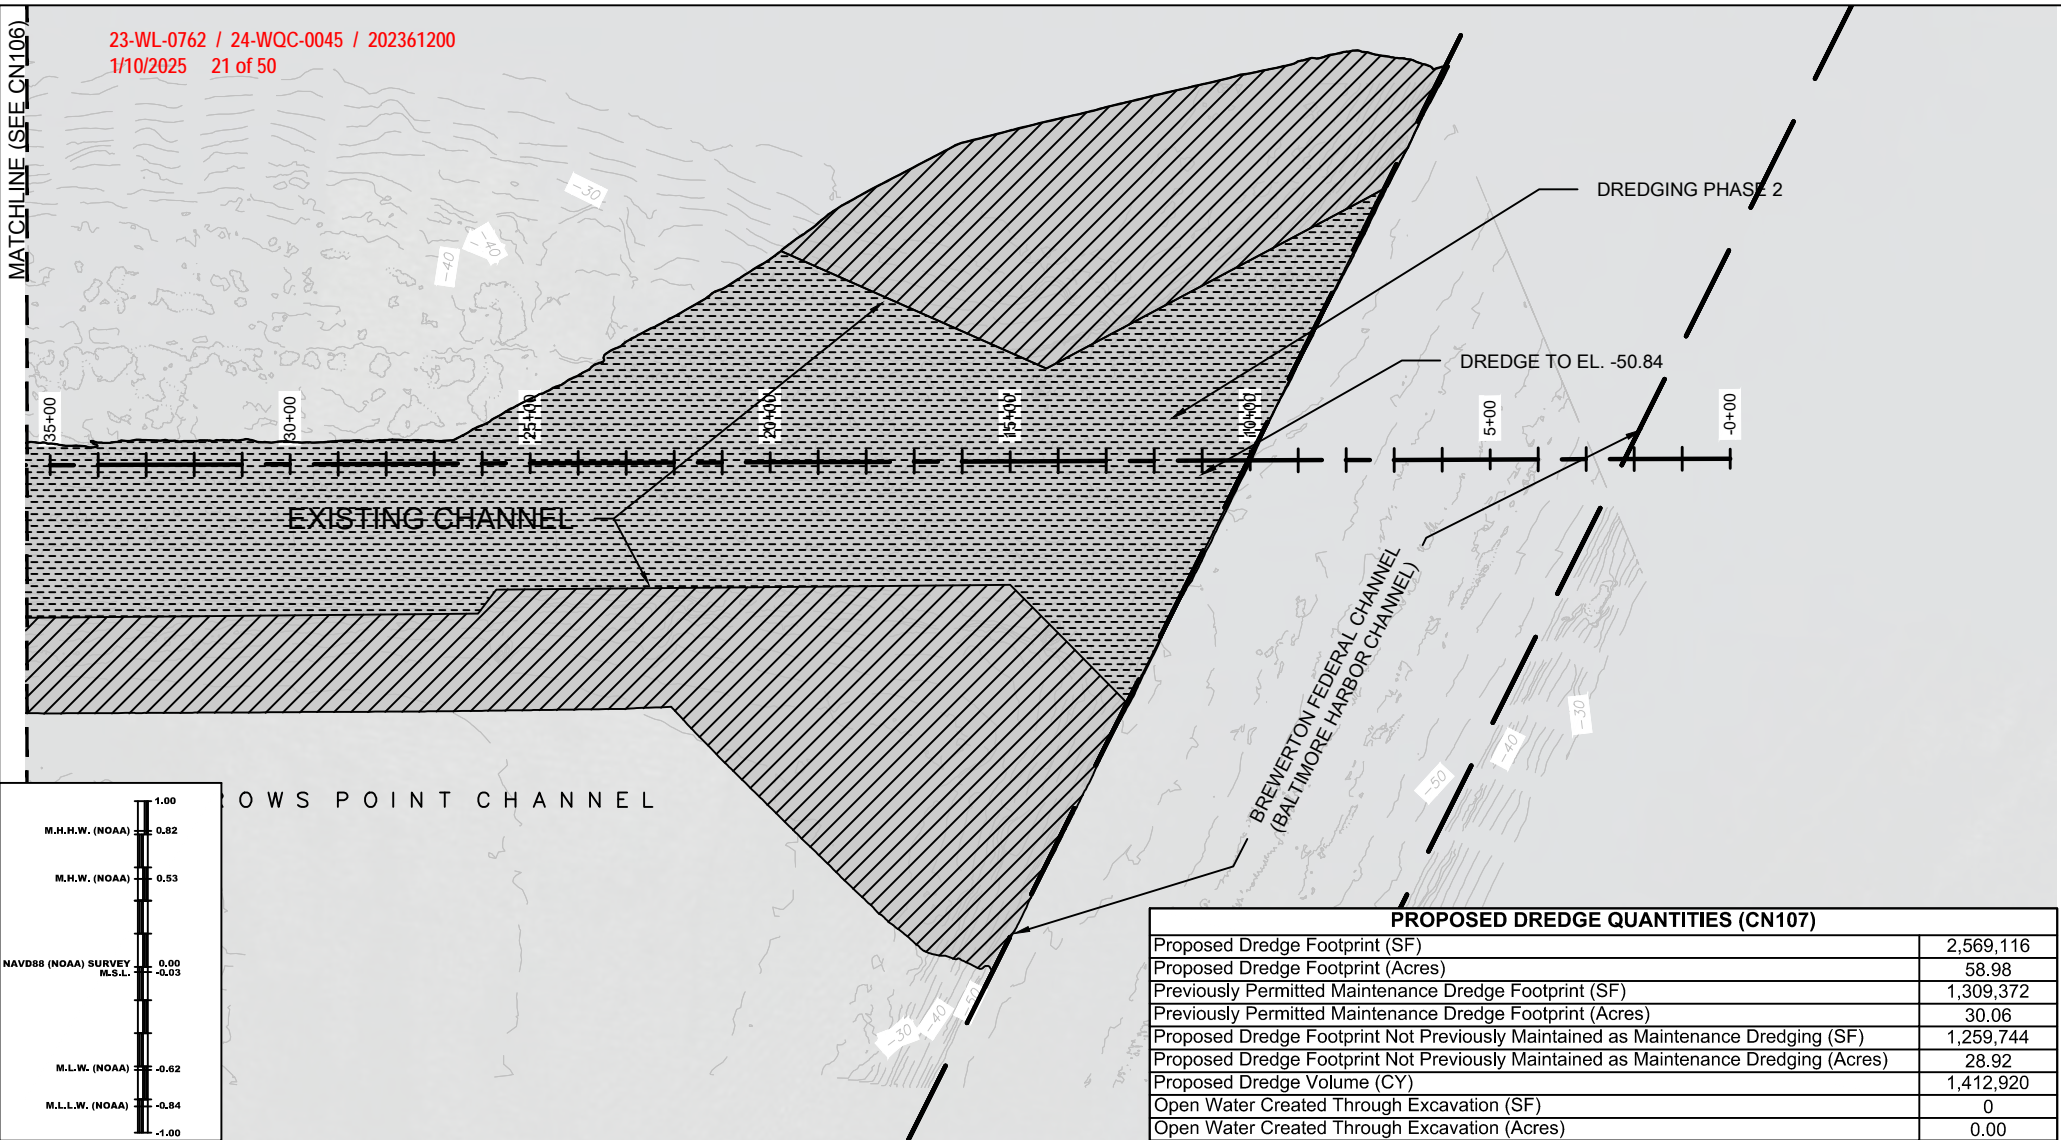 23-WL-0762 / 24-WQC-0045 / 202361200
1/10/2025 21 of 50
MATCHLINE (SEE CN106)
-30
-40
-40
DREDGING PHASE 2
DREDGE TO EL. -50.84
35+00
30+00
25+00
20+00
15+00
10+00
5+00
-0+00
EXISTING CHANNEL
BREWERTON FEDERAL CHANNEL
(BALTIMORE HARBOR CHANNEL)
-30
-40
-50
OWS POINT CHANNEL
-30
-40
-50
1.00
M.H.H.W. (NOAA) 0.82
M.H.W. (NOAA) 0.53
NAVD88 (NOAA) SURVEY 0.00
M.S.L. -0.03
M.L.W. (NOAA) -0.62
M.L.L.W. (NOAA) -0.84
-1.00
PROPOSED DREDGE QUANTITIES (CN107)
Proposed Dredge Footprint (SF) 2,569,116
Proposed Dredge Footprint (Acres) 58.98
Previously Permitted Maintenance Dredge Footprint (SF) 1,309,372
Previously Permitted Maintenance Dredge Footprint (Acres) 30.06
Proposed Dredge Footprint Not Previously Maintained as Maintenance Dredging (SF) 1,259,744
Proposed Dredge Footprint Not Previously Maintained as Maintenance Dredging (Acres) 28.92
Proposed Dredge Volume (CY) 1,412,920
Open Water Created Through Excavation (SF) 0
Open Water Created Through Excavation (Acres) 0.00